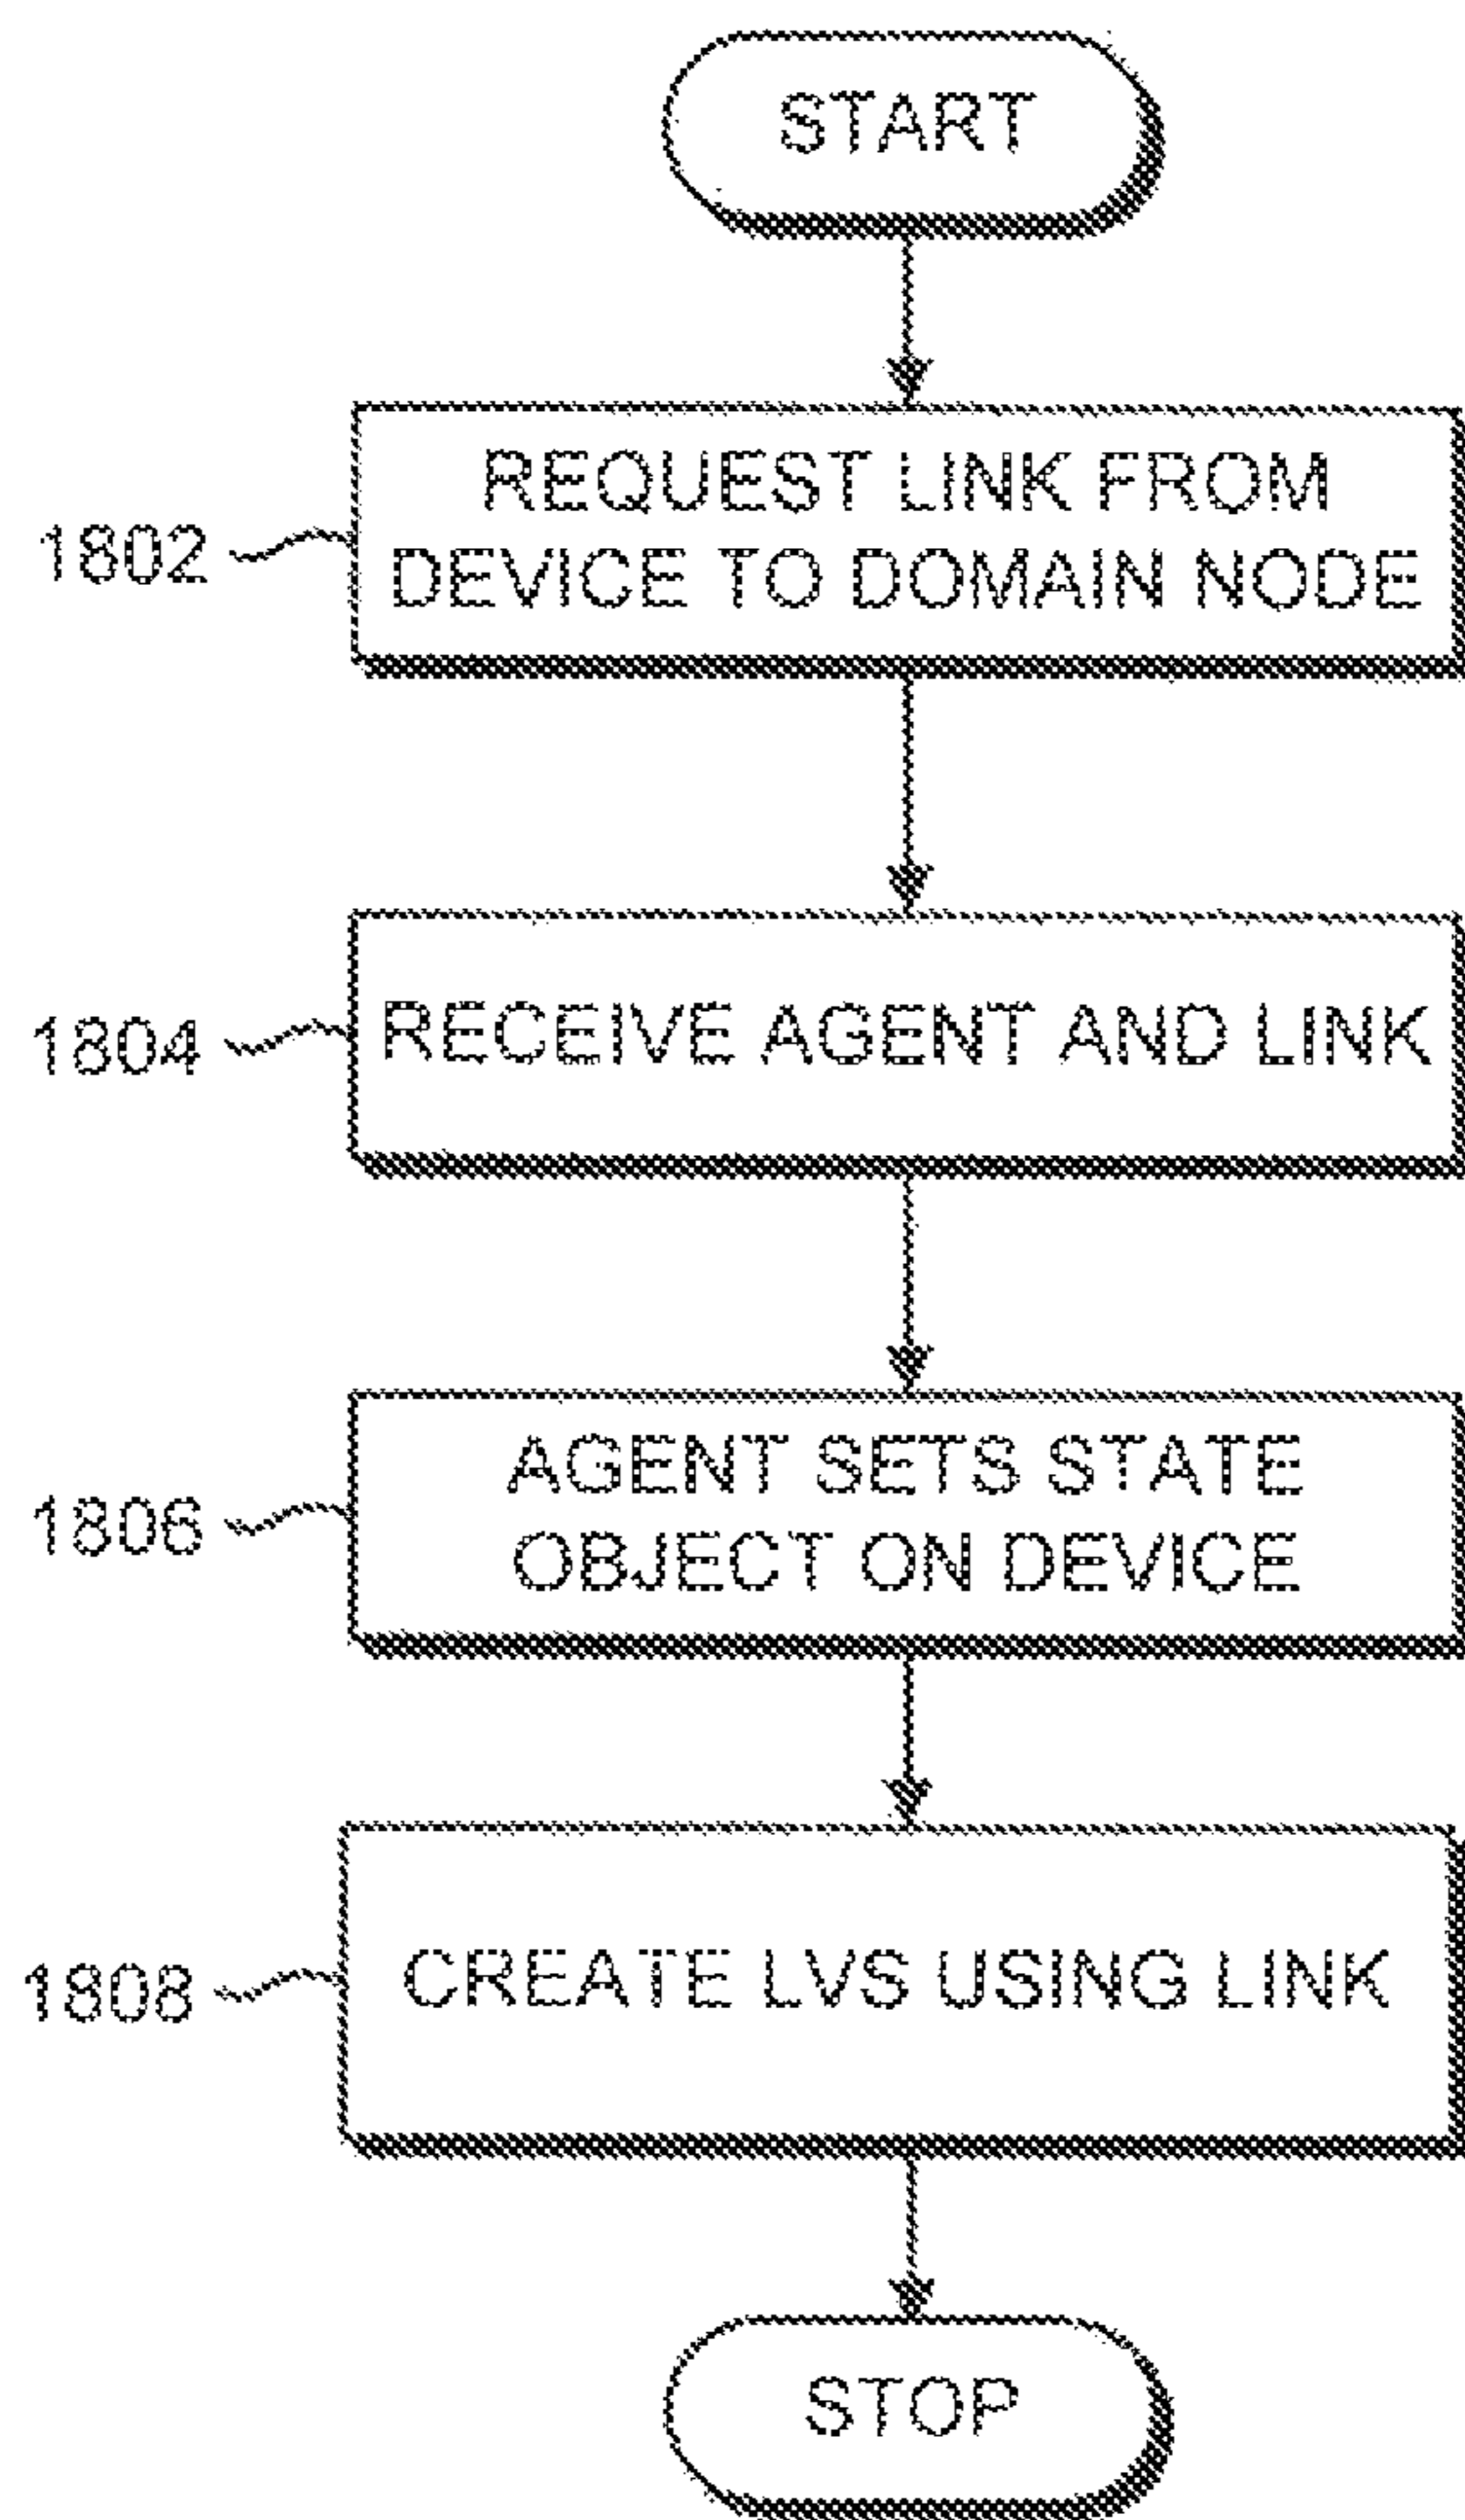 START
REQUEST LINK FROM
DEVICE TO DOMAIN NODE
1802
RECEIVE AGENT AND LINK
1804
AGENT SETS STATE
OBJECT ON DEVICE
1806
CREATE LVS USING LINK
1808
STOP